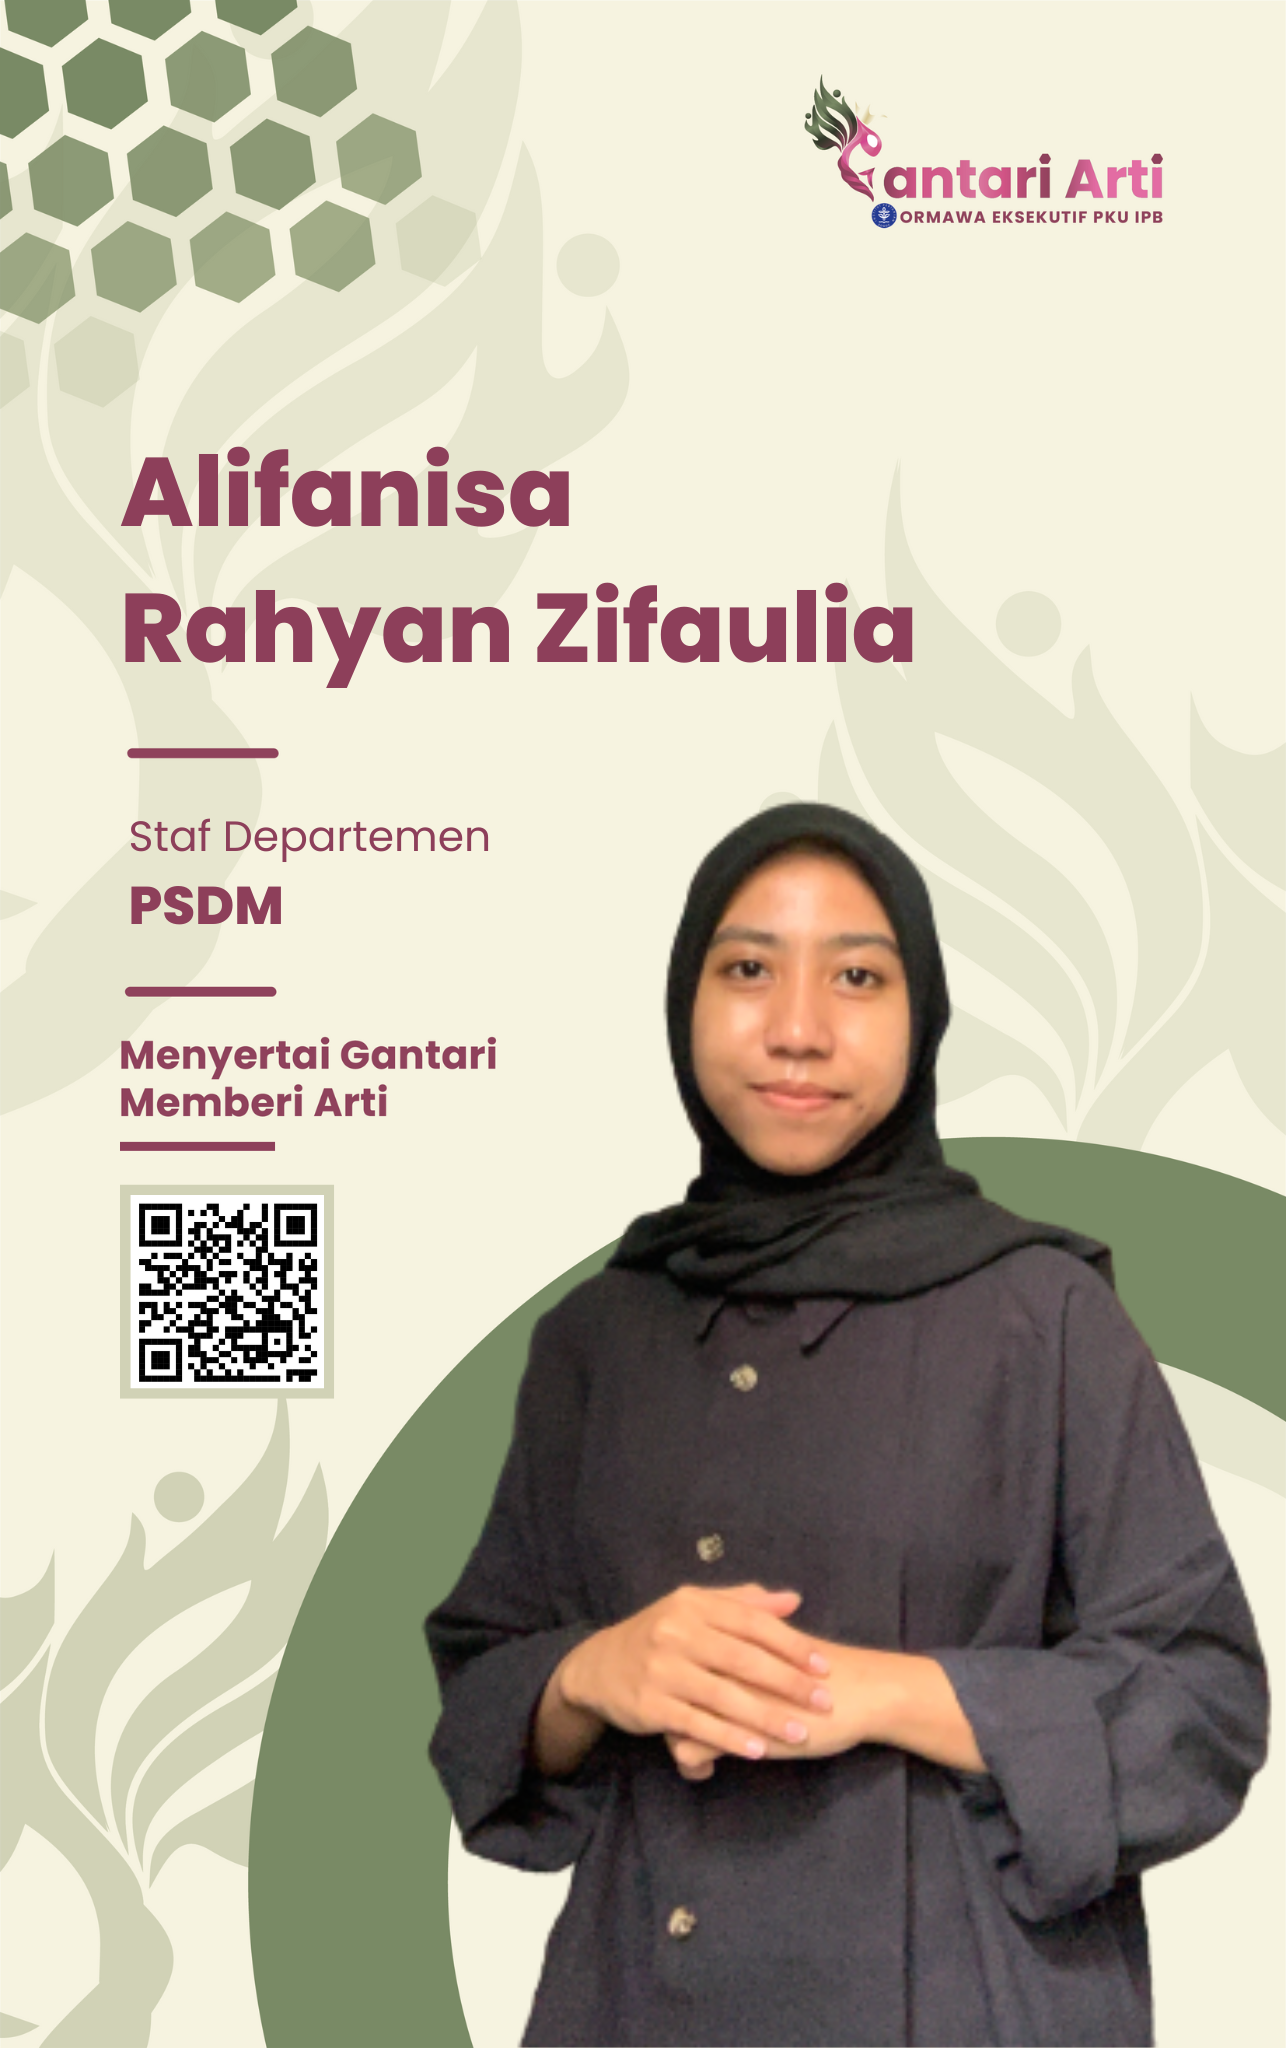 Gantari Arti
ORMAWA EKSEKUTIF PKU IPB
Alifanisa
Rahyan Zifaulia
Staf Departemen
PSDM
Menyertai Gantari
Memberi Arti